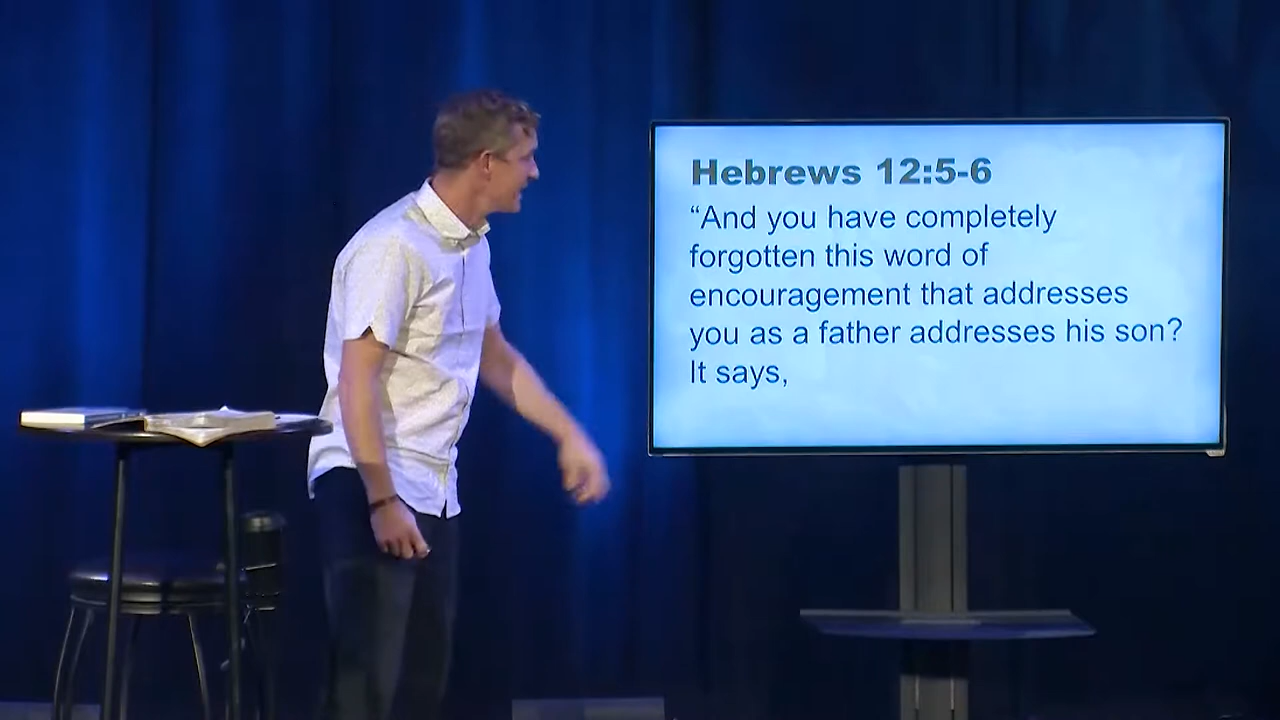 Hebrews 12:5-6
“And you have completely
forgotten this word of
encouragement that addresses
you as a father addresses his son?
It says,